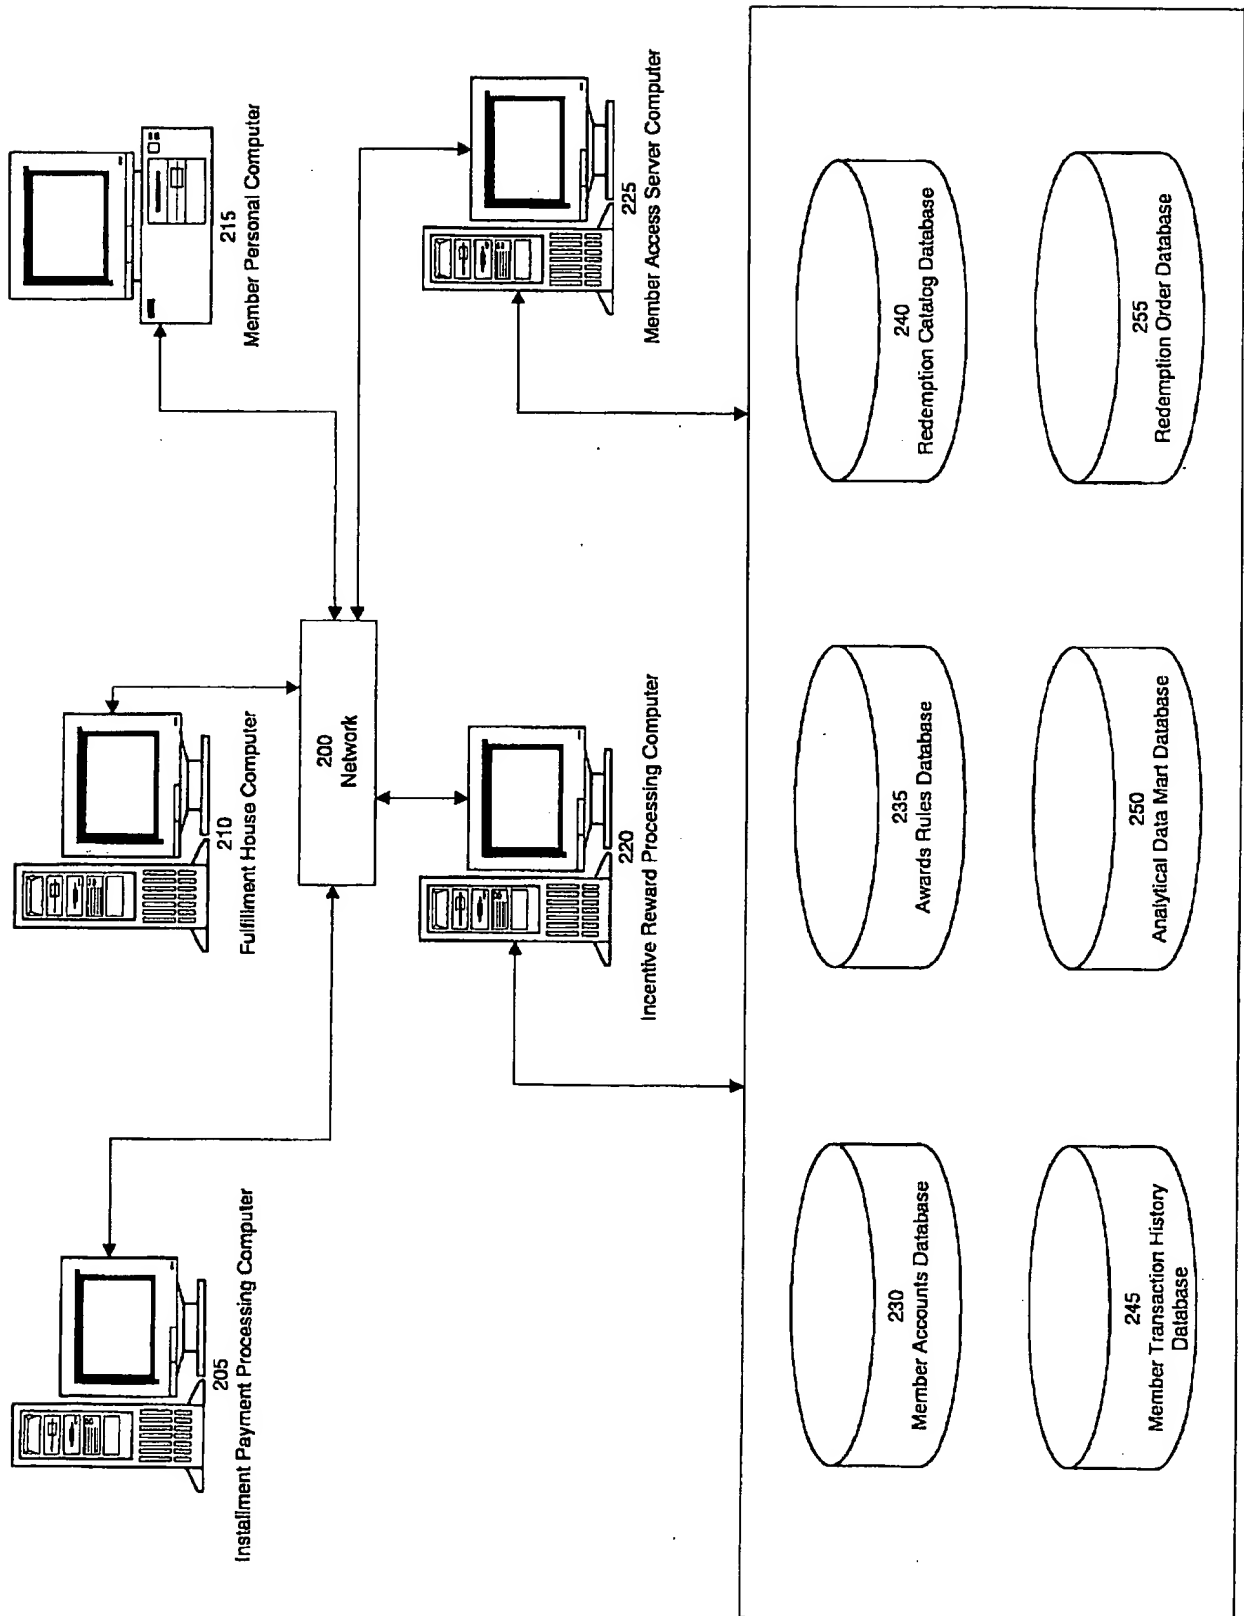 205
Installment Payment Processing Computer
210
Fulfillment House Computer
215
Member Personal Computer
200
Network
220
Incentive Reward Processing Computer
225
Member Access Server Computer
230
Member Accounts Database
235
Awards Rules Database
240
Redemption Catalog Database
245
Member Transaction History
Database
250
Analytical Data Mart Database
255
Redemption Order Database